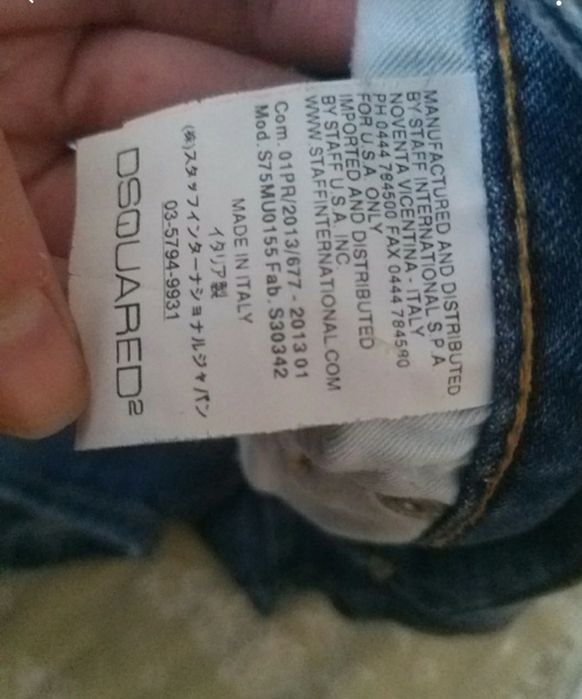 MANUFACTURED AND DISTRIBUTED
BY STAFF INTERNATIONAL S.P.A
NOVENTA VICENTINA - ITALY
PH 0444 784500 FAX 0444 784590
FOR U.S.A. ONLY
IMPORTED AND DISTRIBUTED
BY STAFF U.S.A. INC.
WWW.STAFFINTERNATIONAL.COM
Com. 01PR/2013/677 - 2013 01
Mod. S75MU0155 Fab. S30342
MADE IN ITALY
イタリア製
(株)スタッフインターナショナルジャパン
03-5794-9931
DSQUARED2